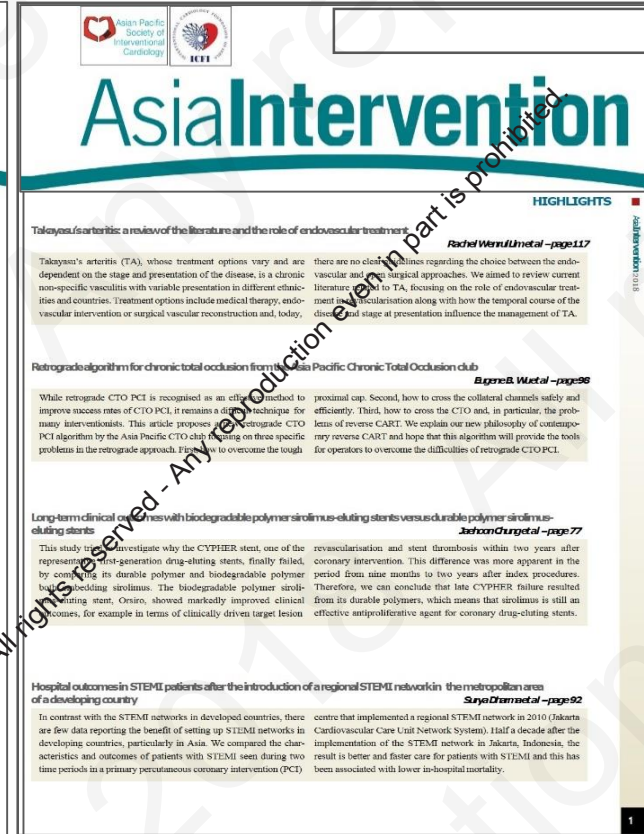 Asian Pacific
Society of
Interventional
Cardiology
INTERVENTIONAL CARDIOLOGY FOUNDATION
ICFI
AsiaIntervention
HIGHLIGHTS
AsiaIntervention 2018
Takayasu's arteritis: a review of the literature and the role of endovascular treatment
Rachel Wenrui Lim et al – page 117
Takayasu's arteritis (TA), whose treatment options vary and are
dependent on the stage and presentation of the disease, is a chronic
non-specific vasculitis with variable presentation in different ethnic-
ities and countries. Treatment options include medical therapy, endo-
vascular intervention or surgical vascular reconstruction and, today,
there are no clear guidelines regarding the choice between the endo-
vascular and open surgical approaches. We aimed to review current
literature related to TA, focusing on the role of endovascular treat-
ment in revascularisation along with how the temporal course of the
disease and stage at presentation influence the management of TA.
Retrograde algorithm for chronic total occlusion from the Asia Pacific Chronic Total Occlusion club
Eugene B. Wu et al – page 98
While retrograde CTO PCI is recognised as an effective method to
improve success rates of CTO PCI, it remains a difficult technique for
many interventionists. This article proposes a new retrograde CTO
PCI algorithm by the Asia Pacific CTO club focusing on three specific
problems in the retrograde approach. First, how to overcome the tough
proximal cap. Second, how to cross the collateral channels safely and
efficiently. Third, how to cross the CTO and, in particular, the prob-
lems of reverse CART. We explain our new philosophy of contempo-
rary reverse CART and hope that this algorithm will provide the tools
for operators to overcome the difficulties of retrograde CTO PCI.
Long-term clinical outcomes with biodegradable polymer sirolimus-eluting stents versus durable polymer sirolimus-
eluting stents
Jaehoon Chung et al – page 77
This study tried to investigate why the CYPHER stent, one of the
representative first-generation drug-eluting stents, finally failed,
by comparing its durable polymer and biodegradable polymer
both embedding sirolimus. The biodegradable polymer siroli-
mus-eluting stent, Orsiro, showed markedly improved clinical
outcomes, for example in terms of clinically driven target lesion
revascularisation and stent thrombosis within two years after
coronary intervention. This difference was more apparent in the
period from nine months to two years after index procedures.
Therefore, we can conclude that late CYPHER failure resulted
from its durable polymers, which means that sirolimus is still an
effective antiproliferative agent for coronary drug-eluting stents.
Hospital outcomes in STEMI patients after the introduction of a regional STEMI network in the metropolitan area
of a developing country
Surya Dharma et al – page 92
In contrast with the STEMI networks in developed countries, there
are few data reporting the benefit of setting up STEMI networks in
developing countries, particularly in Asia. We compared the char-
acteristics and outcomes of patients with STEMI seen during two
time periods in a primary percutaneous coronary intervention (PCI)
centre that implemented a regional STEMI network in 2010 (Jakarta
Cardiovascular Care Unit Network System). Half a decade after the
implementation of the STEMI network in Jakarta, Indonesia, the
result is better and faster care for patients with STEMI and this has
been associated with lower in-hospital mortality.
All rights reserved - Any reproduction even in part is prohibited.
1